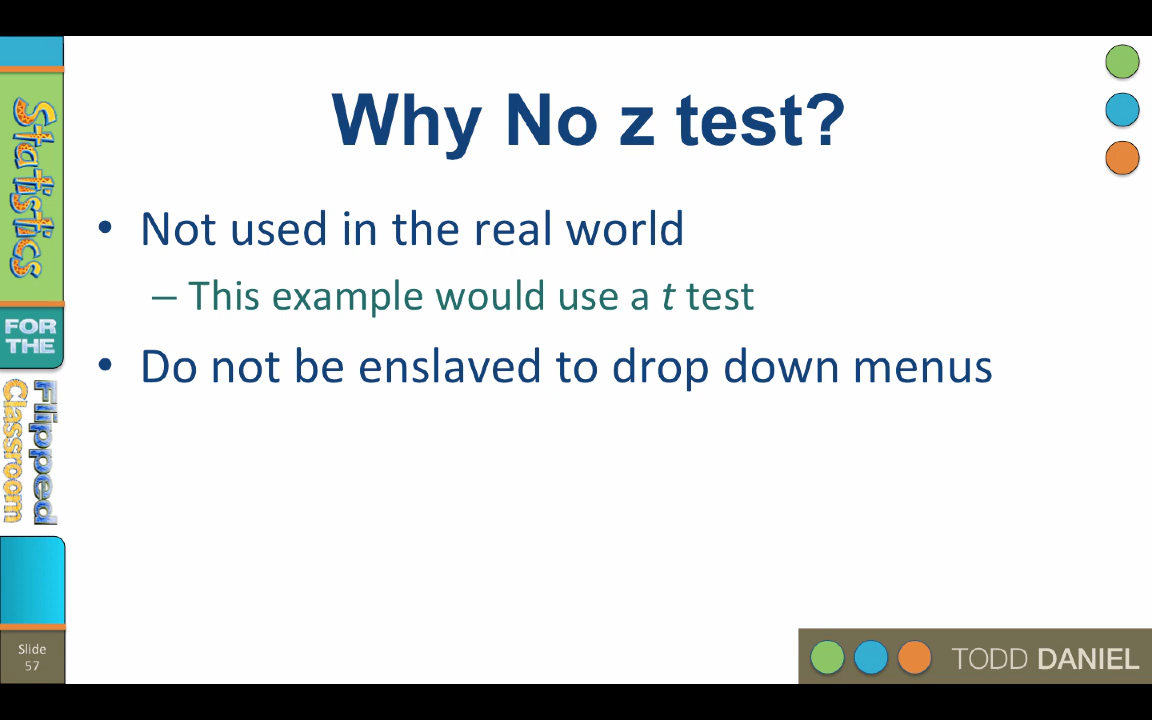 Why No z test?
• Not used in the real world
– This example would use a t test
• Do not be enslaved to drop down menus
Statistics
FOR
THE
Flipped
Classroom
Slide
57
TODD DANIEL